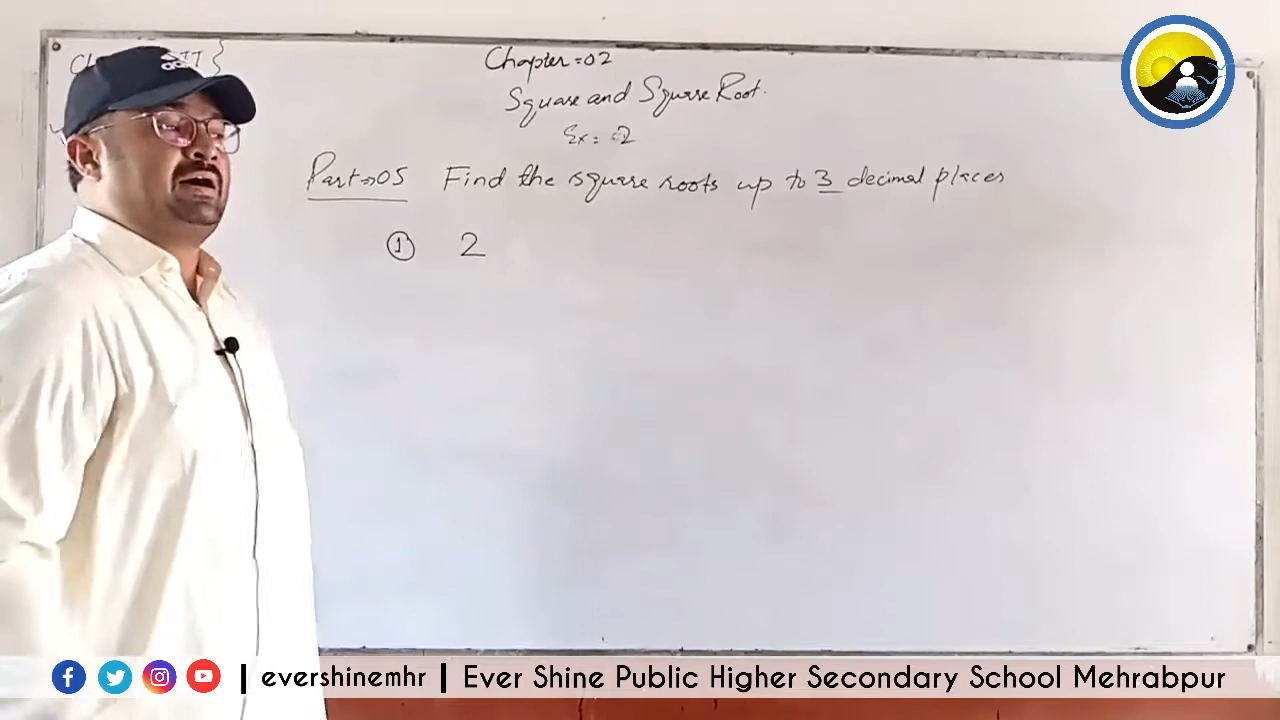 Chapter = 02
Square and Square Root.
Ex: 02
Part → 05 Find the square roots up to 3 decimal places
① 2
| evershinemhr | Ever Shine Public Higher Secondary School Mehrabpur